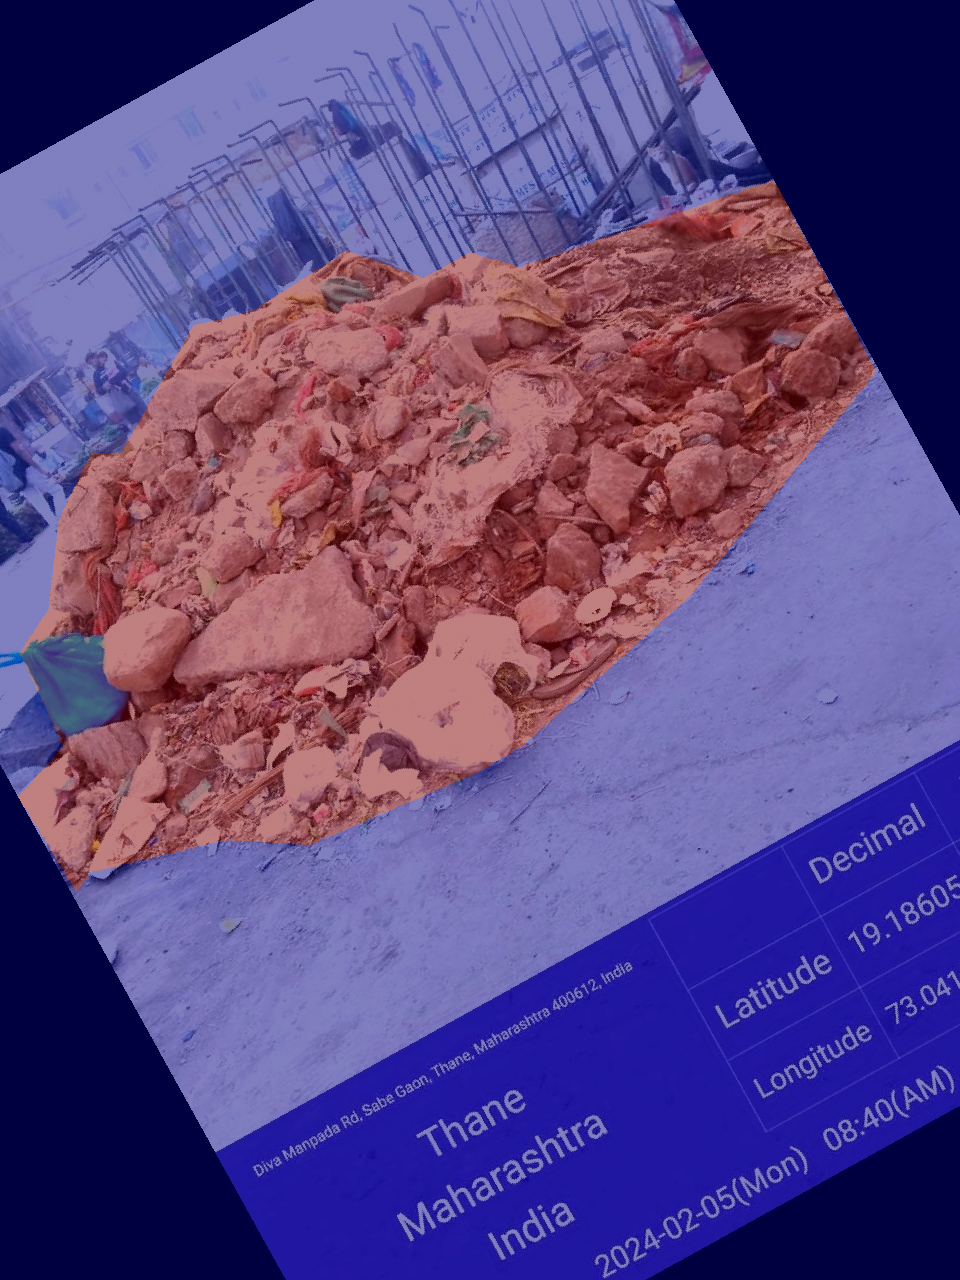 Diva Manpada Rd, Sabe Gaon, Thane, Maharashtra 400612, India
Thane
Maharashtra
India
Decimal
Latitude 19.18605
Longitude 73.041
2024-02-05(Mon) 08:40(AM)